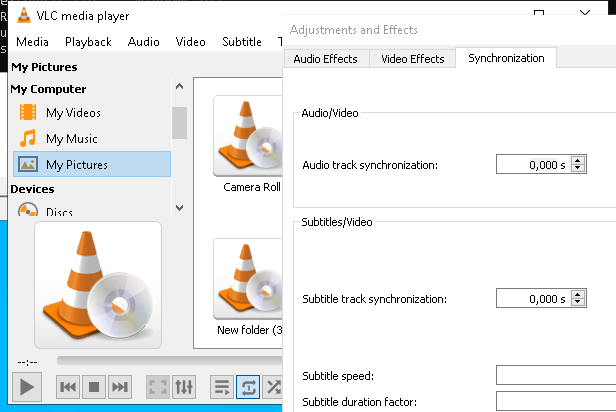 VLC media player
Media Playback Audio Video Subtitle
My Pictures
My Computer
My Videos
My Music
My Pictures
Devices
Discs
Camera Roll
New folder (3
--:--
Adjustments and Effects
Audio Effects Video Effects Synchronization
Audio/Video
Audio track synchronization: 0,000 s
Subtitles/Video
Subtitle track synchronization: 0,000 s
Subtitle speed:
Subtitle duration factor: